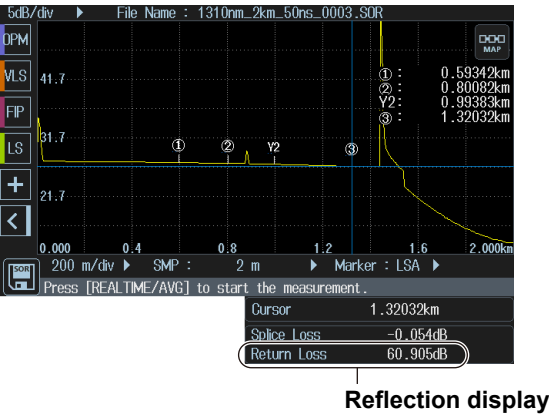 5dB/div ▶ File Name : 1310nm_2km_50ns_0003.SOR
OPM
MAP
VLS
41.7
①: 0.59342km
②: 0.80082km
Y2: 0.99383km
③: 1.32032km
FIP
31.7
① ② Y2 ③
LS
+
21.7
<
0.000 0.4 0.8 1.2 1.6 2.000km
SOR
200 m/div ▶ SMP : 2 m ▶ Marker : LSA ▶
Press [REALTIME/AVG] to start the measurement.
Cursor 1.32032km
Splice Loss -0.054dB
Return Loss 60.905dB
Reflection display